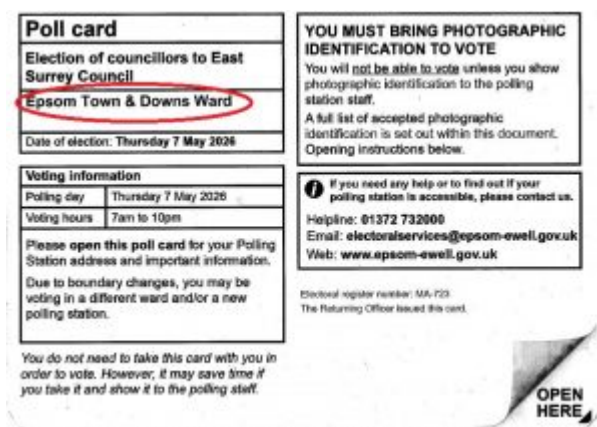 Poll card
Election of councillors to East
Surrey Council
Epsom Town & Downs Ward
Date of election: Thursday 7 May 2026
Voting information
Polling day Thursday 7 May 2026
Voting hours 7am to 10pm
Please open this poll card for your Polling
Station address and important information.
Due to boundary changes, you may be
voting in a different ward and/or a new
polling station.
You do not need to take this card with you in
order to vote. However, it may save time if
you take it and show it to the polling staff.
YOU MUST BRING PHOTOGRAPHIC
IDENTIFICATION TO VOTE
You will not be able to vote unless you show
photographic identification to the polling
station staff.
A full list of accepted photographic
identification is set out within this document.
Opening instructions below.
If you need any help or to find out if your
polling station is accessible, please contact us.
Helpline: 01372 732000
Email: electoralservices@epsom-ewell.gov.uk
Web: www.epsom-ewell.gov.uk
Electoral register number: MA-723
The Returning Officer issued this card.
OPEN
HERE